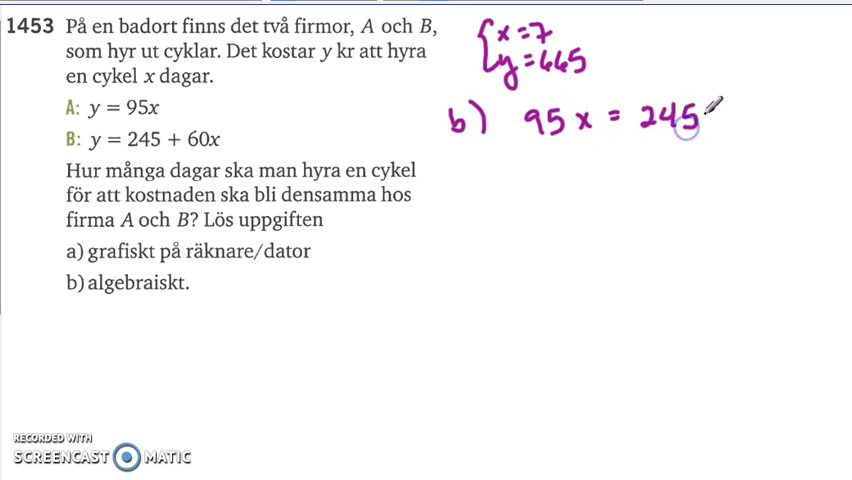 1453 På en badort finns det två firmor, A och B,
som hyr ut cyklar. Det kostar y kr att hyra
en cykel x dagar.
A: y = 95x
B: y = 245 + 60x
Hur många dagar ska man hyra en cykel
för att kostnaden ska bli densamma hos
firma A och B? Lös uppgiften
a) grafiskt på räknare/dator
b) algebraiskt.
{ x = 7
y = 665
b) 95x = 245
RECORDED WITH
SCREENCAST MATIC